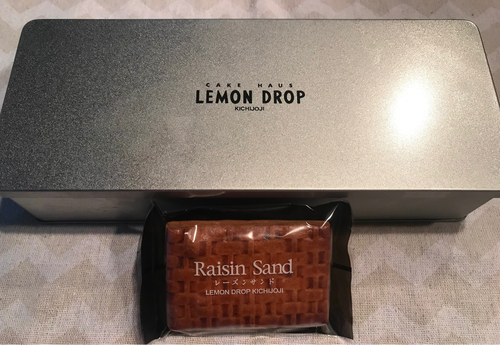 CAKE HAUS
LEMON DROP
KICHIJOJI
Raisin Sand
レーズンサンド
LEMON DROP KICHIJOJI